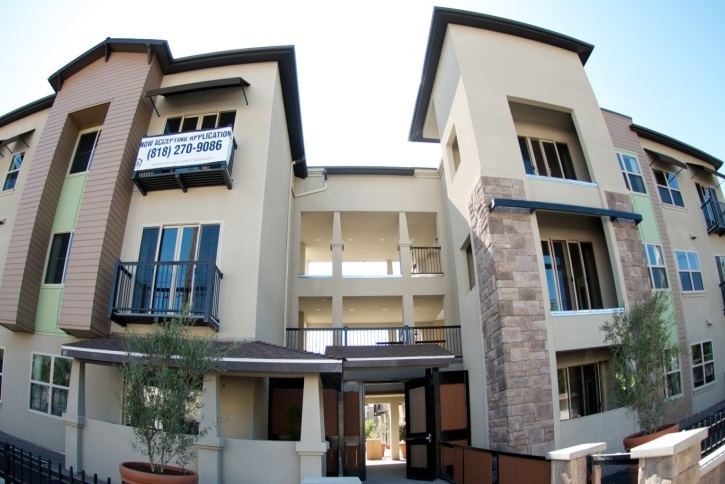 NOW ACCEPTING APPLICATION
(818) 270-9086